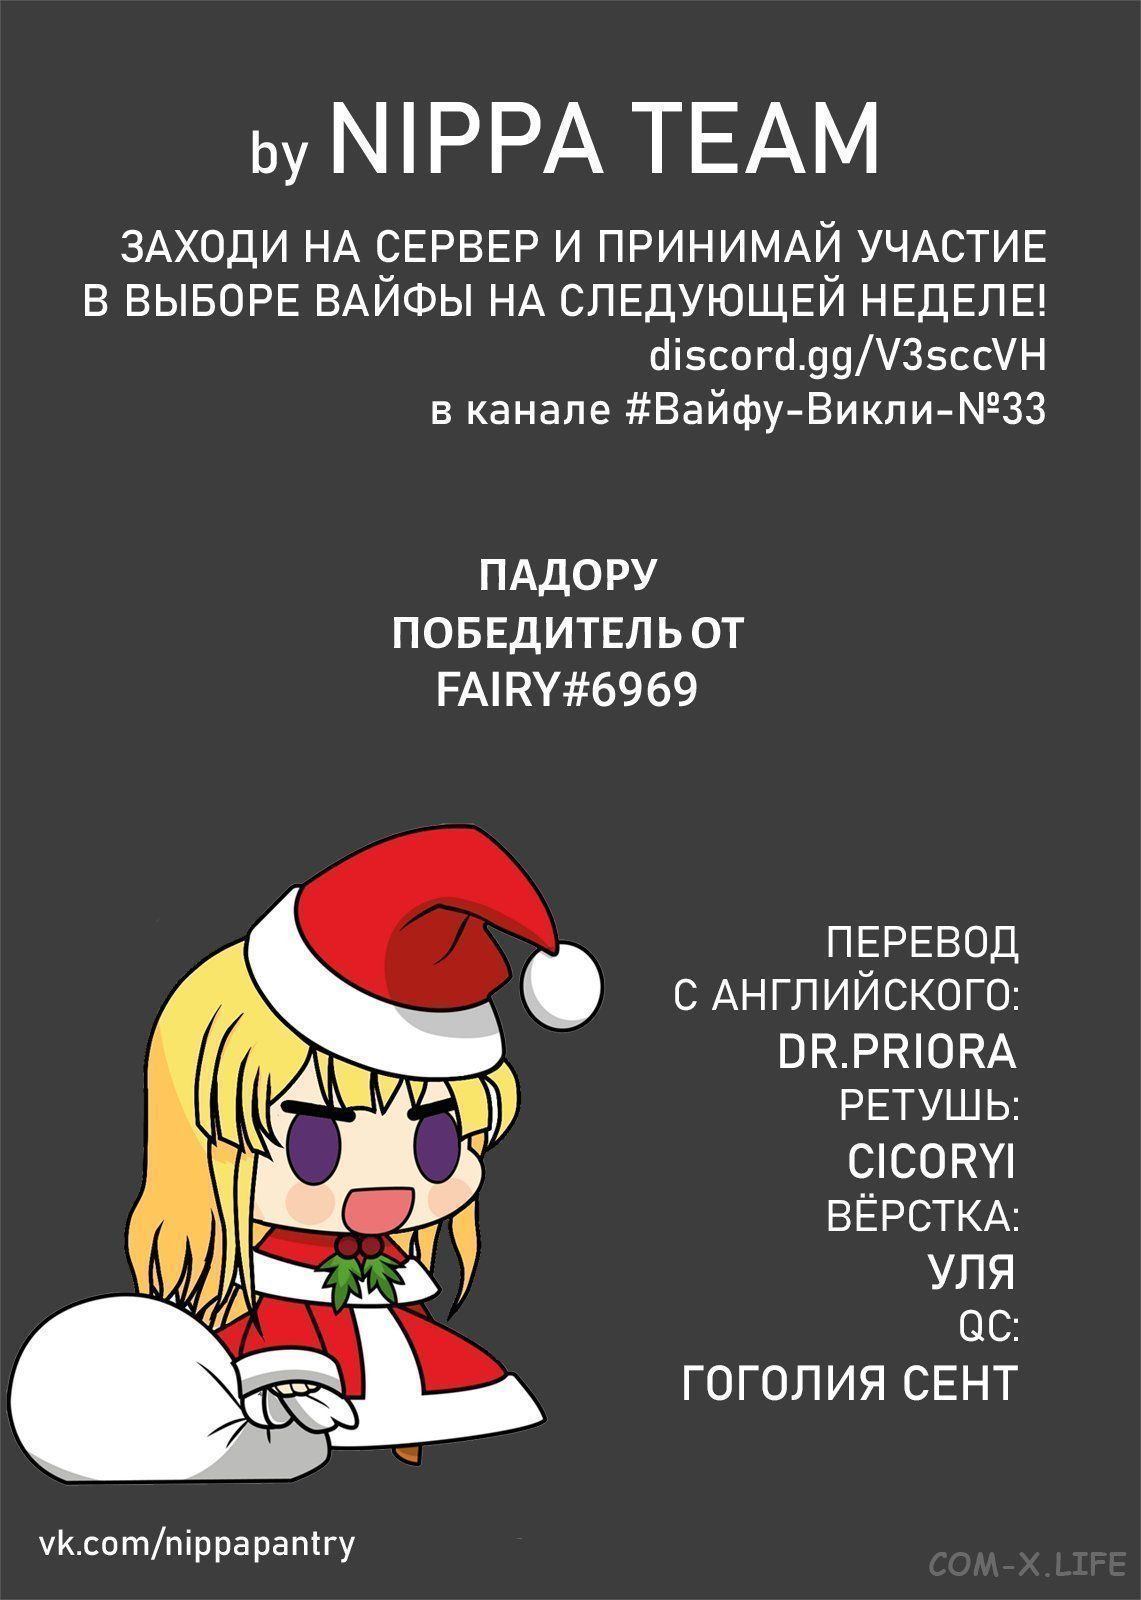 by NIPPA TEAM
ЗАХОДИ НА СЕРВЕР И ПРИНИМАЙ УЧАСТИЕ
В ВЫБОРЕ ВАЙФЫ НА СЛЕДУЮЩЕЙ НЕДЕЛЕ!
discord.gg/V3sccVH
в канале #Вайфу-Викли-№33
ПАДОРУ
ПОБЕДИТЕЛЬ ОТ
FAIRY#6969
ПЕРЕВОД
С АНГЛИЙСКОГО:
DR.PRIORA
РЕТУШЬ:
CICORYI
ВЁРСТКА:
УЛЯ
QC:
ГОГОЛИЯ СЕНТ
vk.com/nippapantry
COM-X.LIFE